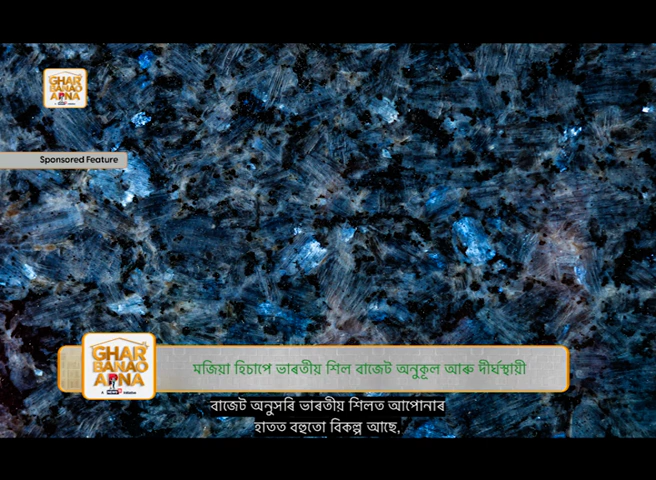 GHAR
BANAO
APNA
Sponsored Feature
মজিয়া হিচাপে ভাৰতীয় শিল বাজেট অনুকূল আৰু দীৰ্ঘস্থায়ী
GHAR
BANAO
APNA
বাজেট অনুসৰি ভাৰতীয় শিলত আপোনাৰ
হাতত বহুতো বিকল্প আছে,